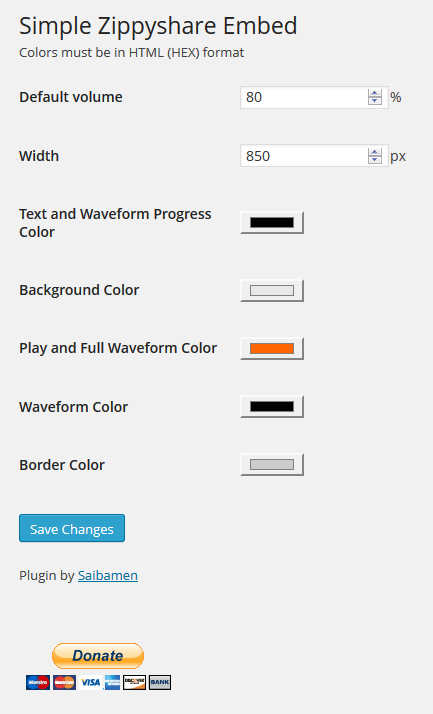 Simple Zippyshare Embed
Colors must be in HTML (HEX) format
Default volume 80 %
Width 850 px
Text and Waveform Progress
Color
Background Color
Play and Full Waveform Color
Waveform Color
Border Color
Save Changes
Plugin by Saibamen
Donate
Maestro MasterCard VISA AMEX DISCOVER BANK